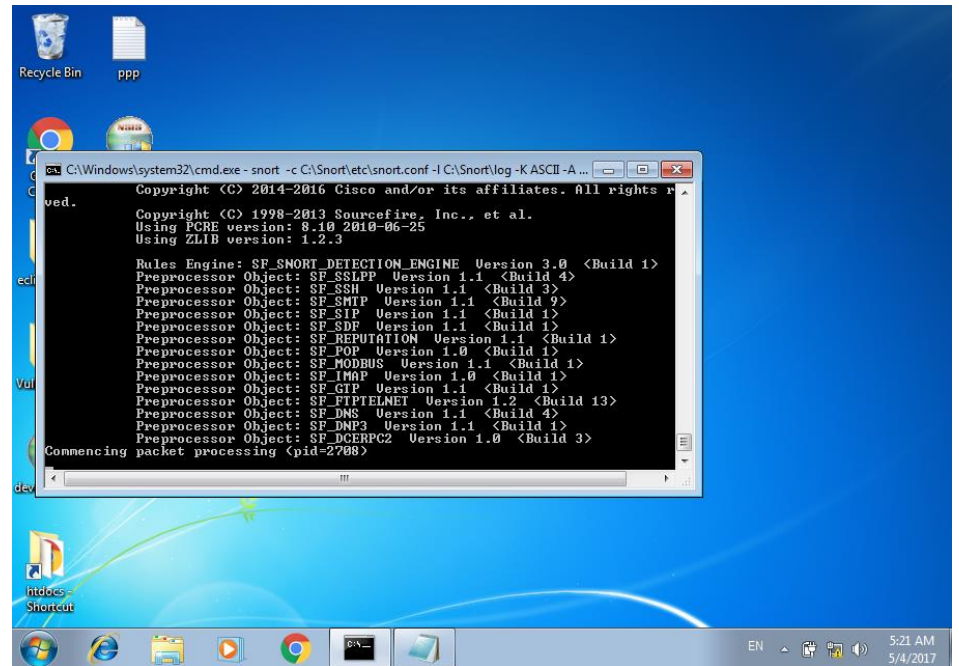 Recycle Bin
ppp
C:\Windows\system32\cmd.exe - snort -c C:\Snort\etc\snort.conf -l C:\Snort\log -K ASCII -A ...
Copyright (C) 2014-2016 Cisco and/or its affiliates. All rights r
ved.
Copyright (C) 1998-2013 Sourcefire, Inc., et al.
Using PCRE version: 8.10 2010-06-25
Using ZLIB version: 1.2.3
Rules Engine: SF_SNORT_DETECTION_ENGINE Version 3.0 <Build 1>
Preprocessor Object: SF_SSLPP Version 1.1 <Build 4>
Preprocessor Object: SF_SSH Version 1.1 <Build 3>
Preprocessor Object: SF_SMTP Version 1.1 <Build 9>
Preprocessor Object: SF_SIP Version 1.1 <Build 1>
Preprocessor Object: SF_SDF Version 1.1 <Build 1>
Preprocessor Object: SF_REPUTATION Version 1.1 <Build 1>
Preprocessor Object: SF_POP Version 1.0 <Build 1>
Preprocessor Object: SF_MODBUS Version 1.1 <Build 1>
Preprocessor Object: SF_IMAP Version 1.0 <Build 1>
Preprocessor Object: SF_GTP Version 1.1 <Build 1>
Preprocessor Object: SF_FTPTELNET Version 1.2 <Build 13>
Preprocessor Object: SF_DNS Version 1.1 <Build 4>
Preprocessor Object: SF_DNP3 Version 1.1 <Build 1>
Preprocessor Object: SF_DCERPC2 Version 1.0 <Build 3>
Commencing packet processing (pid=2708)
ecli
Vul
dev
htdocs -
Shortcut
EN
5:21 AM
5/4/2017